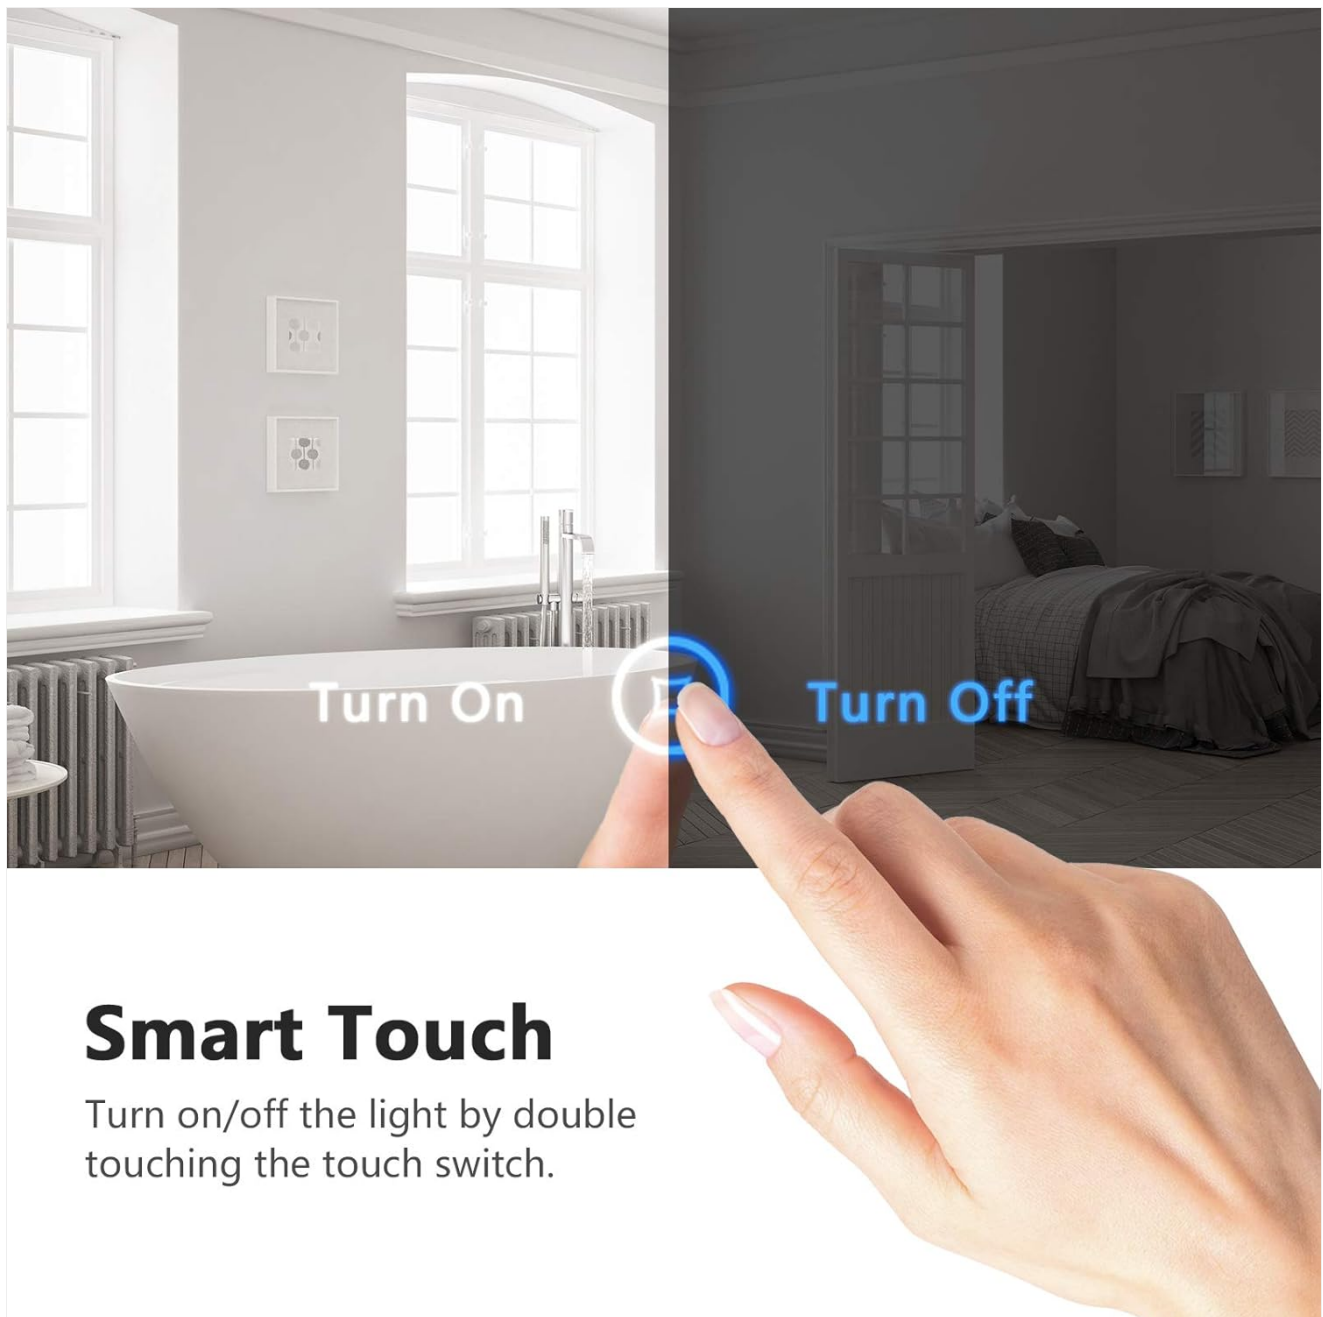 Turn On
Turn Off
Smart Touch
Turn on/off the light by double
touching the touch switch.